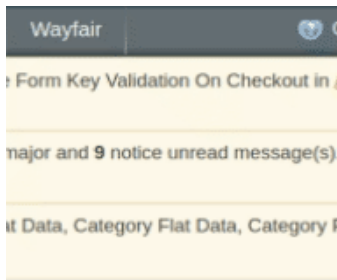 Wayfair
Form Key Validation On Checkout in
major and 9 notice unread message(s)
Data, Category Flat Data, Category